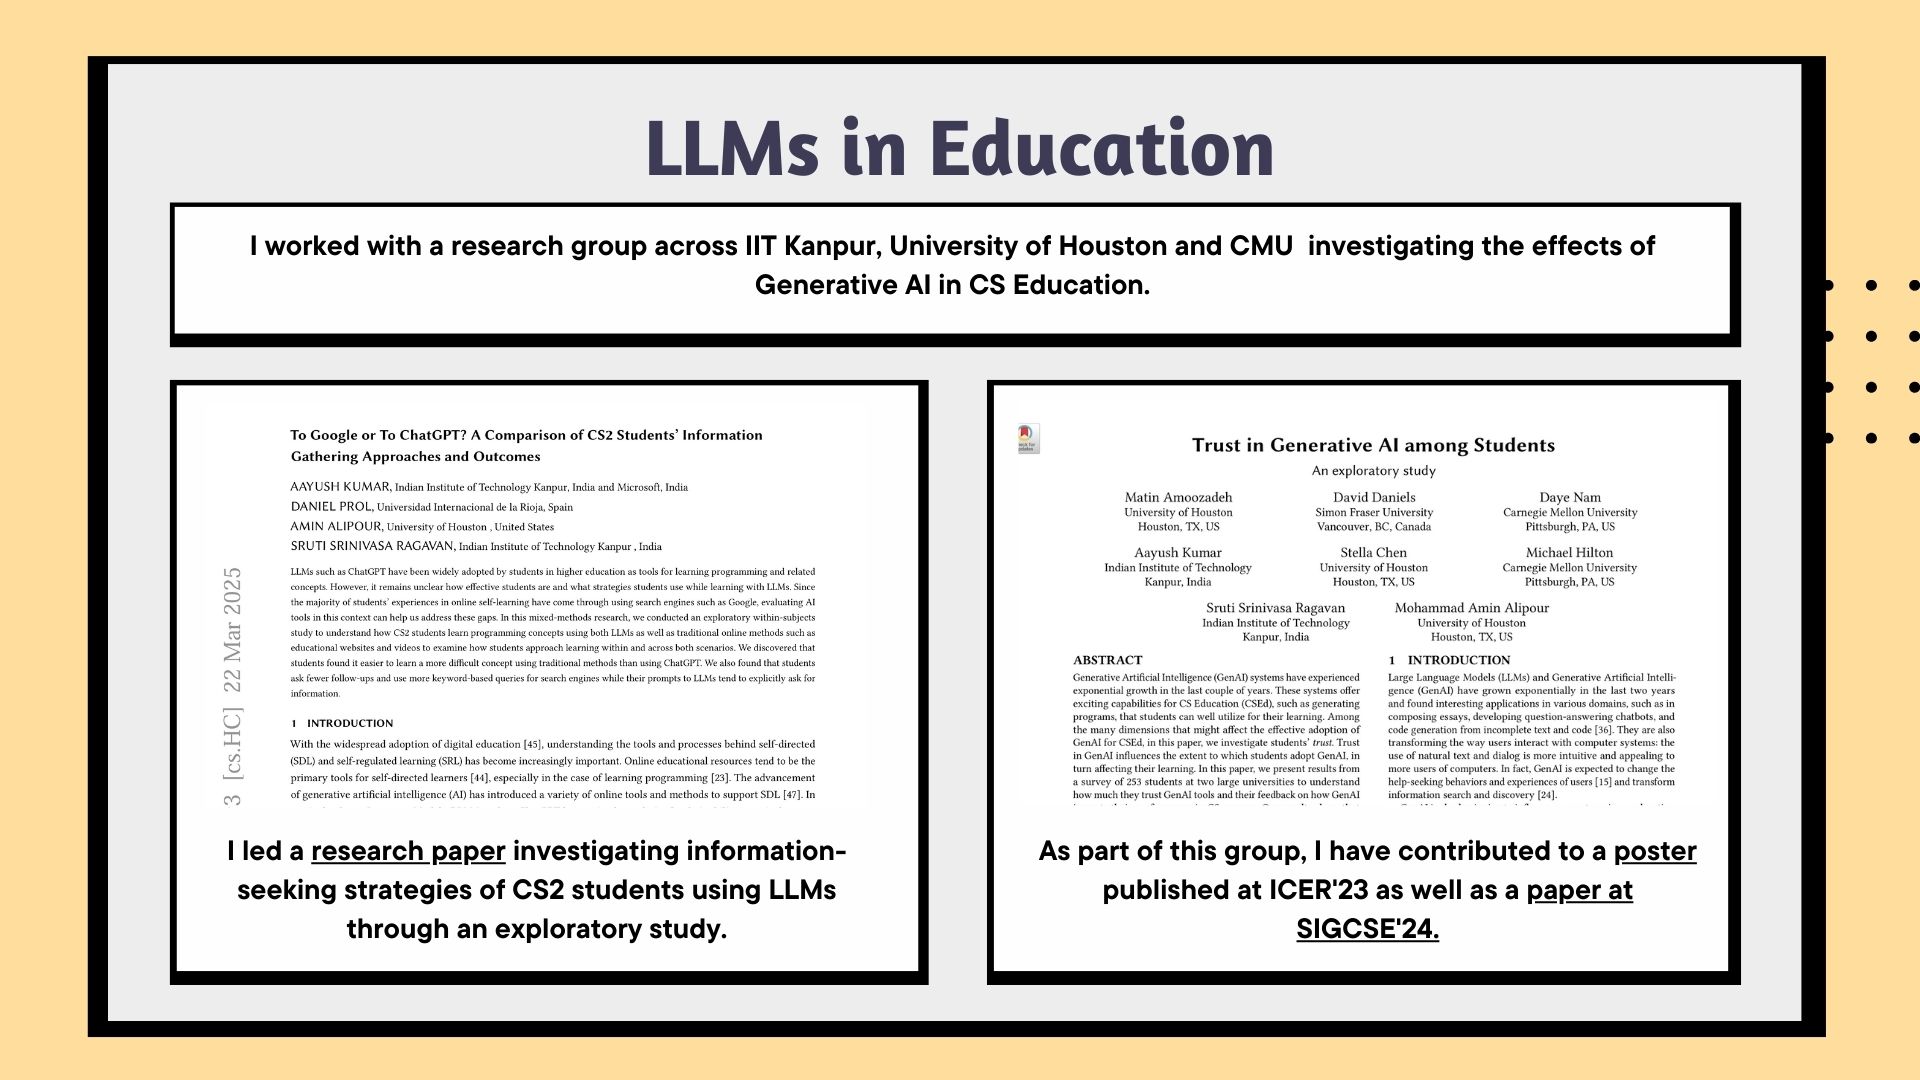 LLMs in Education
I worked with a research group across IIT Kanpur, University of Houston and CMU  investigating the effects of
Generative AI in CS Education.
To Google or To ChatGPT? A Comparison of CS2 Students' Information
Gathering Approaches and Outcomes
AAYUSH KUMAR, Indian Institute of Technology Kanpur, India and Microsoft, India
DANIEL PROL, Universidad Internacional de la Rioja, Spain
AMIN ALIPOUR, University of Houston , United States
SRUTI SRINIVASA RAGAVAN, Indian Institute of Technology Kanpur , India
LLMs such as ChatGPT have been widely adopted by students in higher education as tools for learning programming and related
concepts. However, it remains unclear how effective students are and what strategies students use while learning with LLMs. Since
the majority of students' experiences in online self-learning have come through using search engines such as Google, evaluating AI
tools in this context can help us address these gaps. In this mixed-methods research, we conducted an exploratory within-subjects
study to understand how CS2 students learn programming concepts using both LLMs as well as traditional online methods such as
educational websites and videos to examine how students approach learning within and across both scenarios. We discovered that
students found it easier to learn a more difficult concept using traditional methods than using ChatGPT. We also found that students
ask fewer follow-ups and use more keyword-based queries for search engines while their prompts to LLMs tend to explicitly ask for
information.
1 INTRODUCTION
With the widespread adoption of digital education [45], understanding the tools and processes behind self-directed
(SDL) and self-regulated learning (SRL) has become increasingly important. Online educational resources tend to be the
primary tools for self-directed learners [44], especially in the case of learning programming [23]. The advancement
of generative artificial intelligence (AI) has introduced a variety of online tools and methods to support SDL [47]. In
3 [cs.HC] 22 Mar 2025
I led a research paper investigating information-
seeking strategies of CS2 students using LLMs
through an exploratory study.
Trust in Generative AI among Students
An exploratory study
Matin Amoozadeh
University of Houston
Houston, TX, US
David Daniels
Simon Fraser University
Vancouver, BC, Canada
Daye Nam
Carnegie Mellon University
Pittsburgh, PA, US
Aayush Kumar
Indian Institute of Technology
Kanpur, India
Stella Chen
University of Houston
Houston, TX, US
Michael Hilton
Carnegie Mellon University
Pittsburgh, PA, US
Sruti Srinivasa Ragavan
Indian Institute of Technology
Kanpur, India
Mohammad Amin Alipour
University of Houston
Houston, TX, US
ABSTRACT
Generative Artificial Intelligence (GenAI) systems have experienced
exponential growth in the last couple of years. These systems offer
exciting capabilities for CS Education (CSEd), such as generating
programs, that students can well utilize for their learning. Among
the many dimensions that might affect the effective adoption of
GenAI for CSEd, in this paper, we investigate students' trust. Trust
in GenAI influences the extent to which students adopt GenAI, in
turn affecting their learning. In this paper, we present results from
a survey of 253 students at two large universities to understand
how much they trust GenAI tools and their feedback on how GenAI
1 INTRODUCTION
Large Language Models (LLMs) and Generative Artificial Intelli-
gence (GenAI) have grown exponentially in the last two years
and found interesting applications in various domains, such as in
composing essays, developing question-answering chatbots, and
code generation from incomplete text and code [36]. They are also
transforming the way users interact with computer systems: the
use of natural text and dialog is more intuitive and appealing to
more users of computers. In fact, GenAI is expected to change the
help-seeking behaviors and experiences of users [15] and transform
information search and discovery [24].
As part of this group, I have contributed to a poster
published at ICER'23 as well as a paper at
SIGCSE'24.